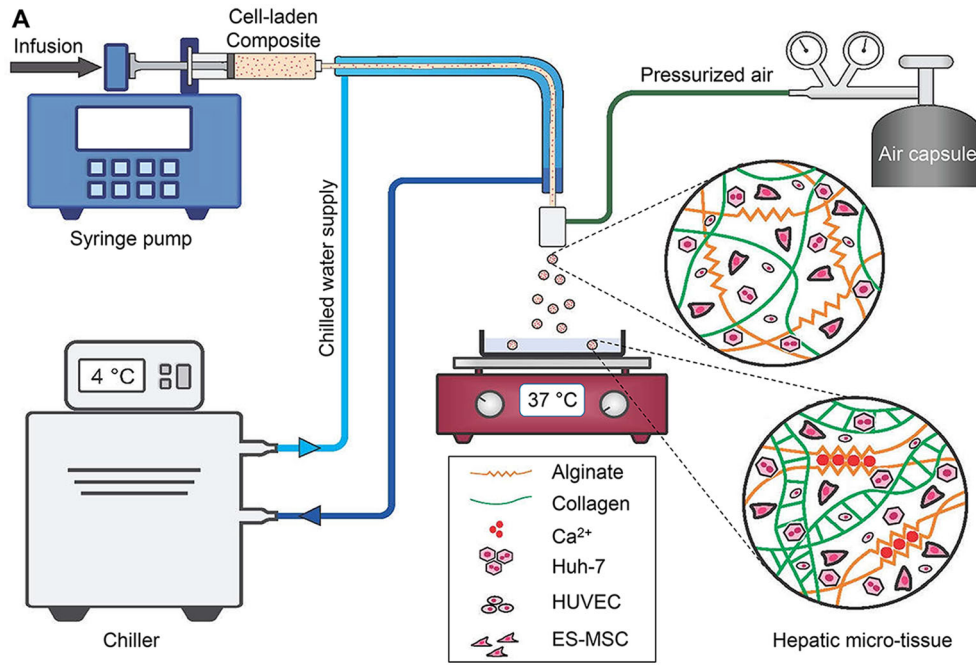 A
Infusion
Cell-laden
Composite
Pressurized air
Air capsule
Syringe pump
Chilled water supply
4 °C
37 °C
Alginate
Collagen
Ca²⁺
Huh-7
HUVEC
ES-MSC
Chiller
Hepatic micro-tissue